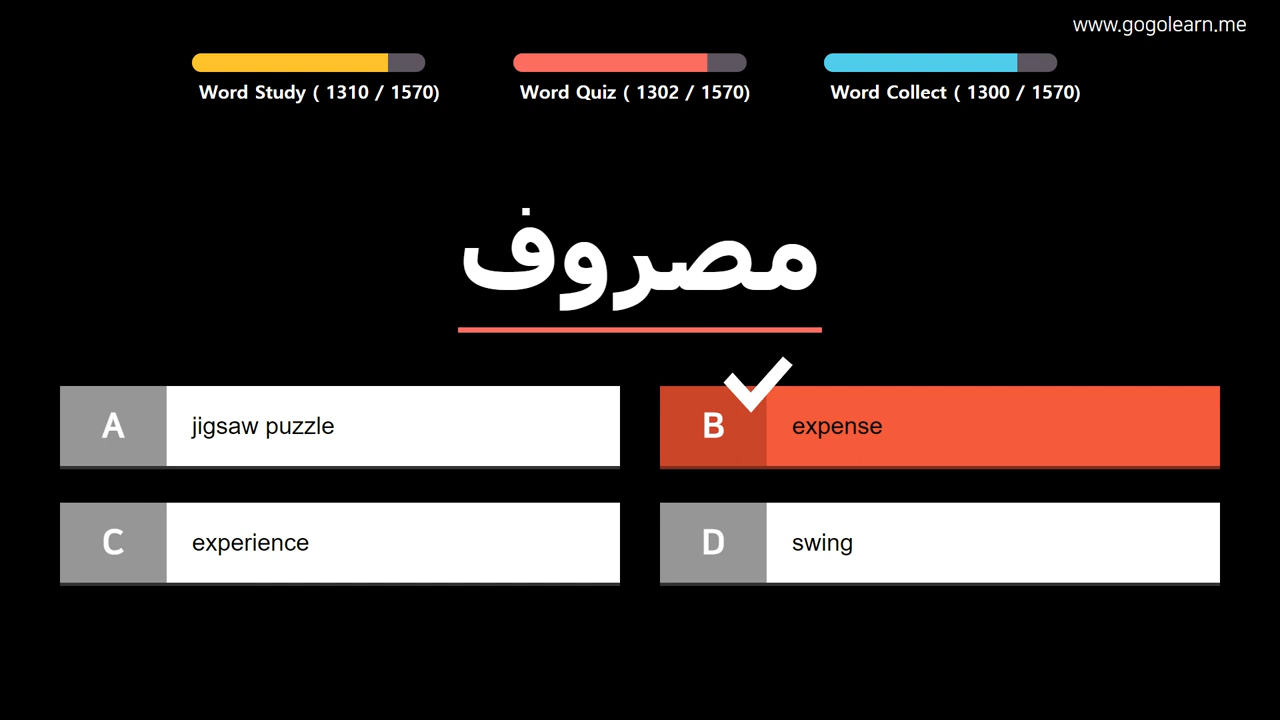 www.gogolearn.me
Word Study ( 1310 / 1570)
Word Quiz ( 1302 / 1570)
Word Collect ( 1300 / 1570)
مصروف
A jigsaw puzzle
B expense
C experience
D swing